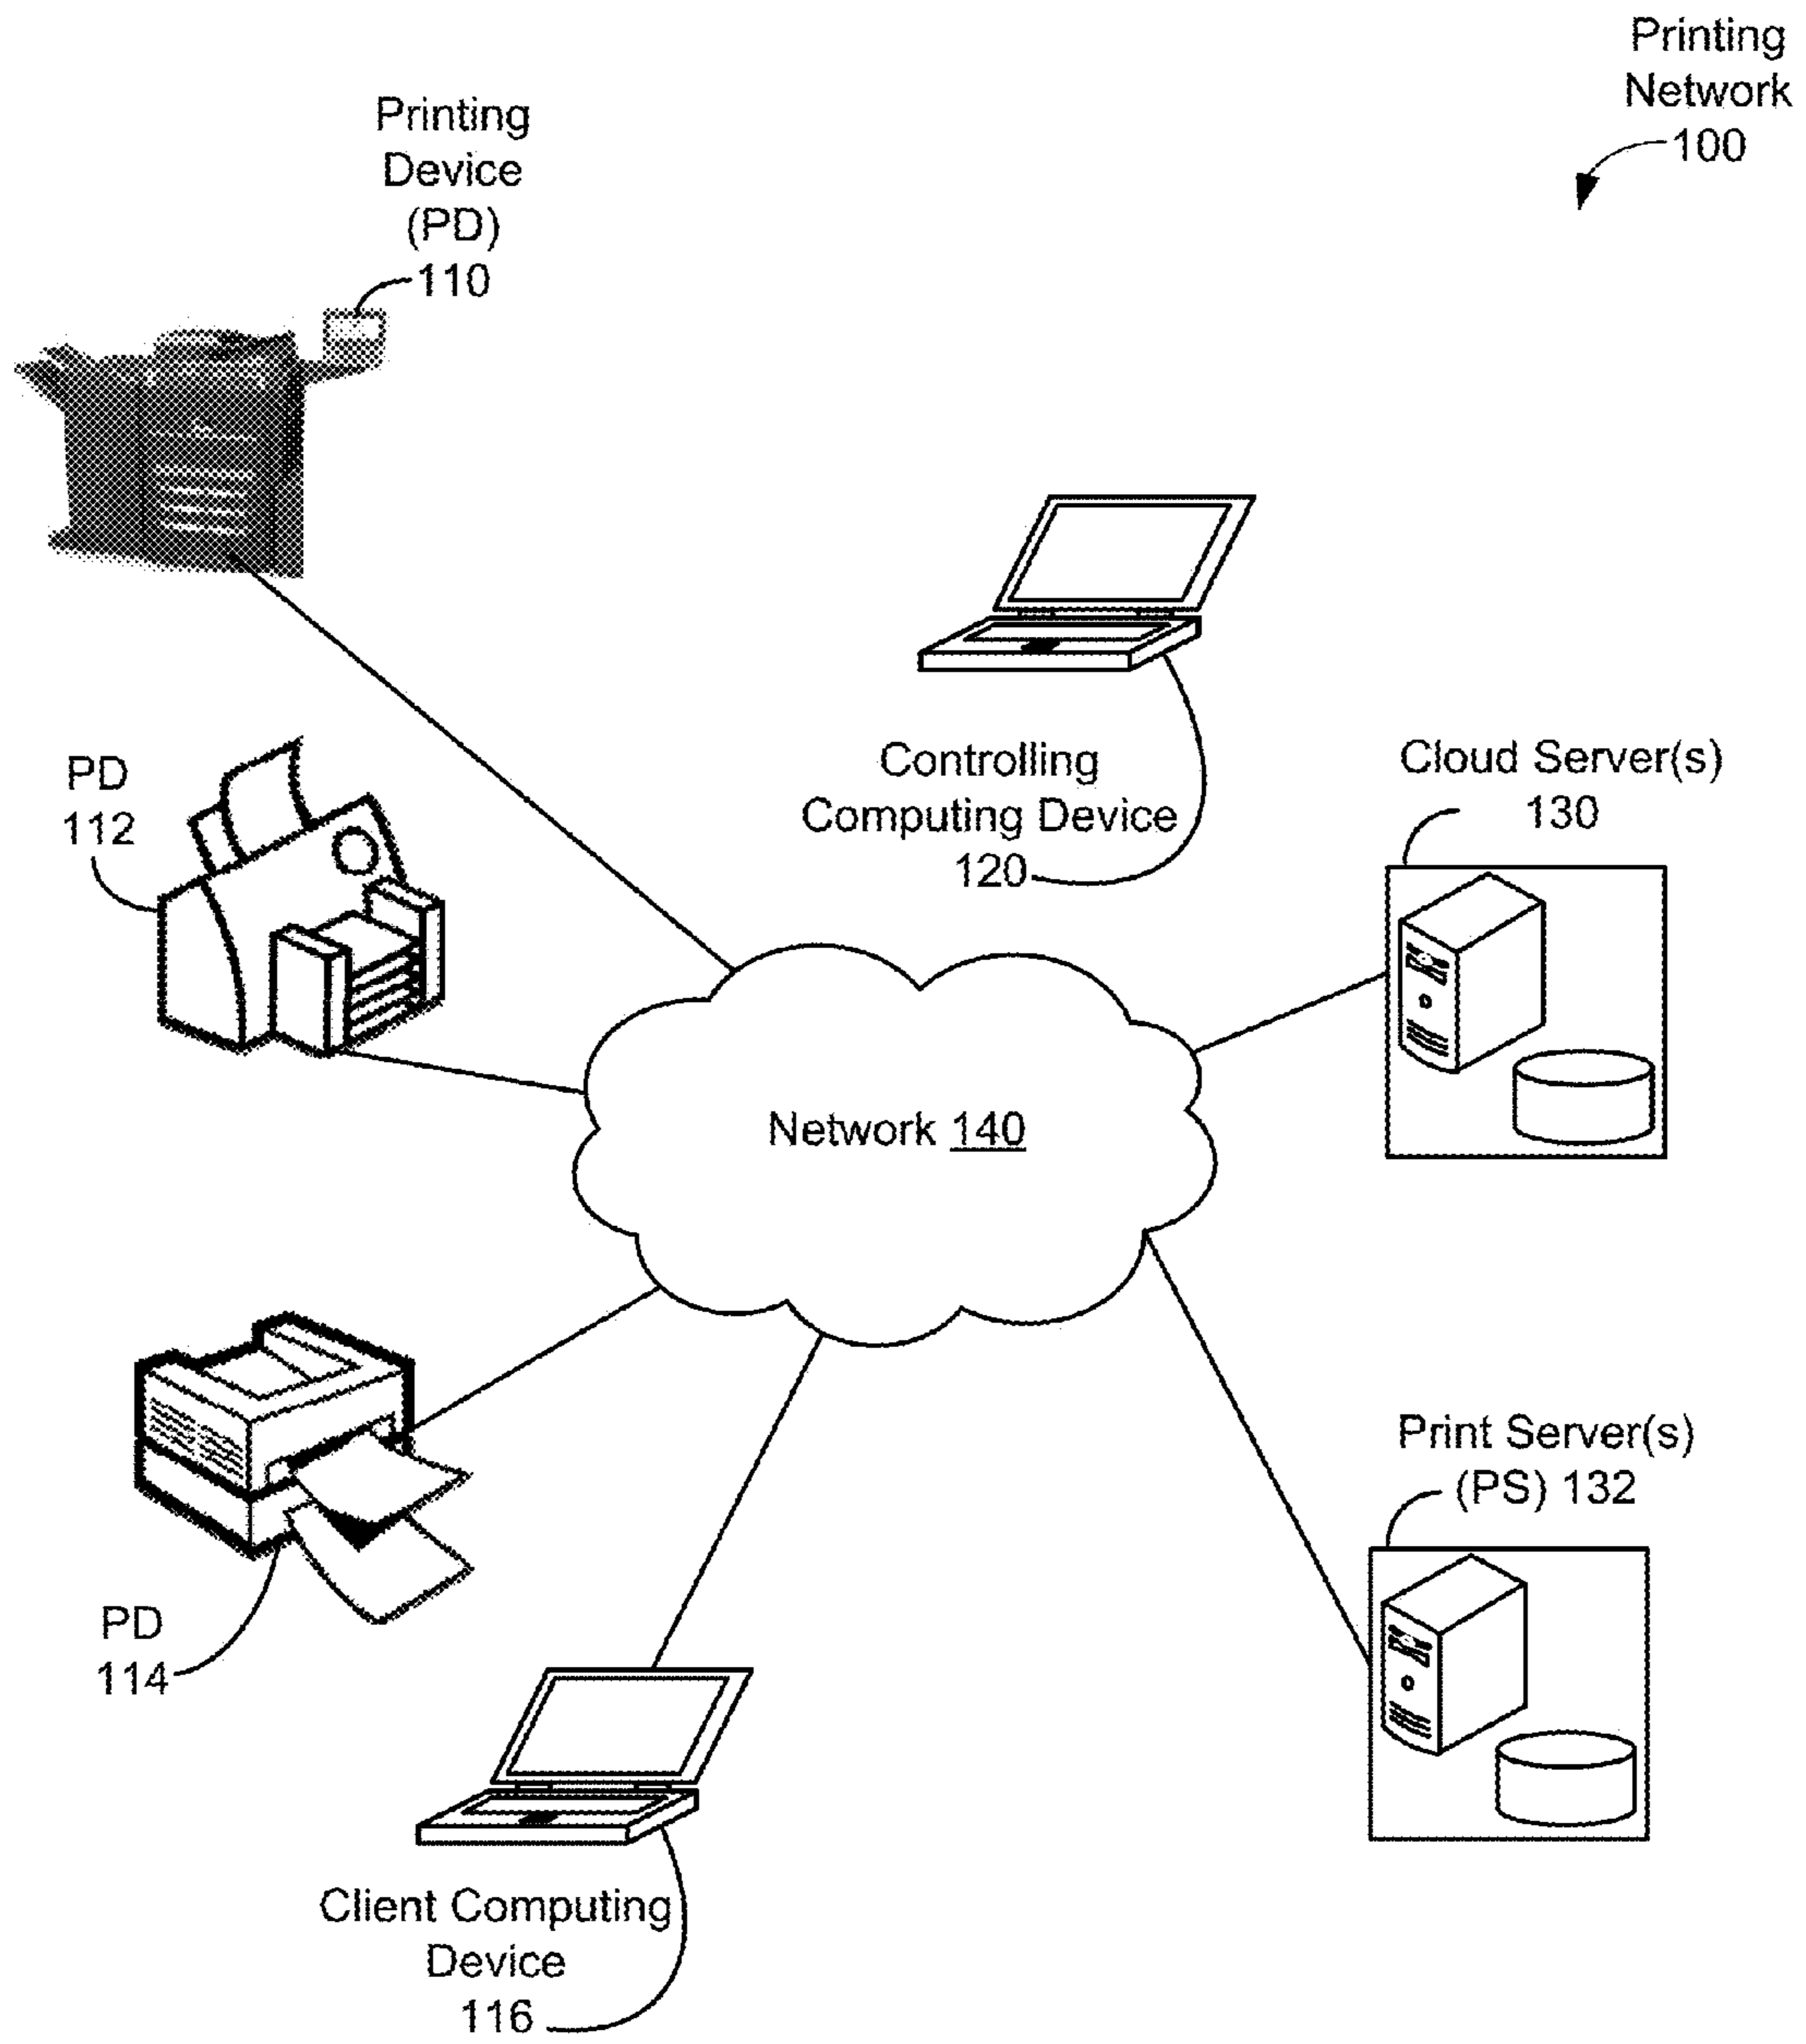 Printing
Network
100
Printing
Device
(PD)
110
Controlling
Computing Device
120
Cloud Server(s)
130
PD
112
Network 140
Print Server(s)
(PS) 132
PD
114
Client Computing
Device
116